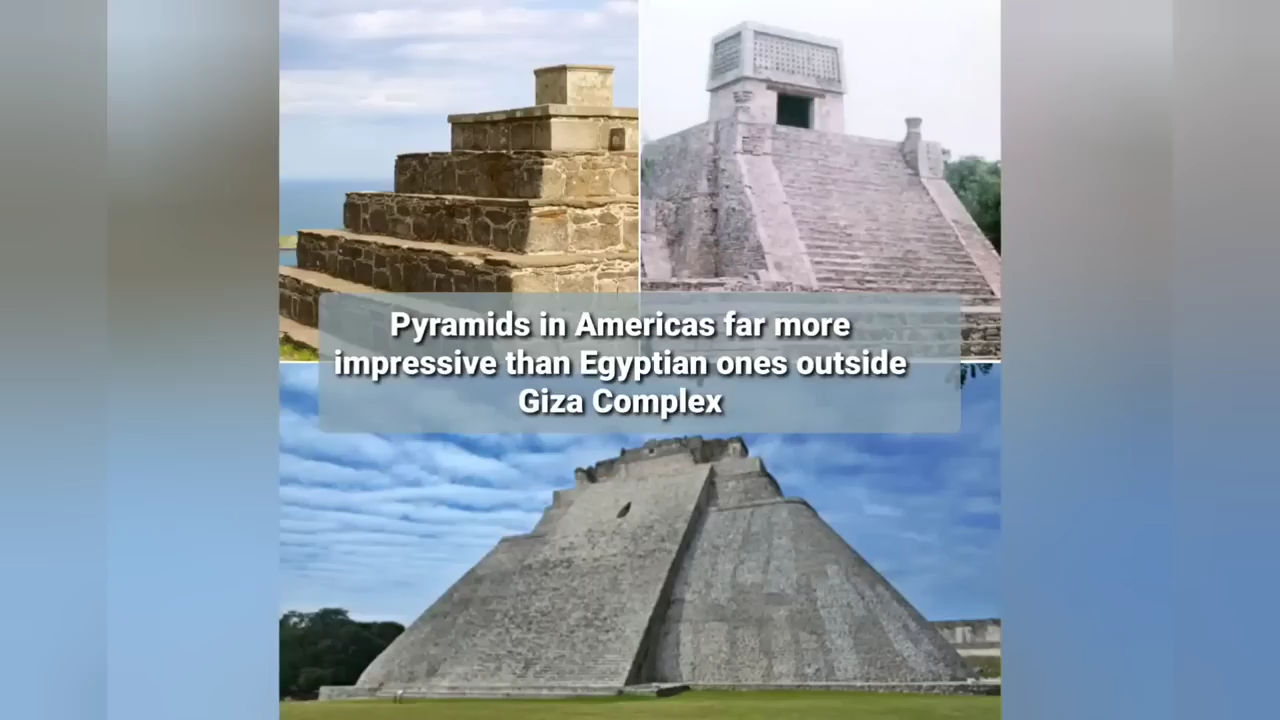 Pyramids in Americas far more
impressive than Egyptian ones outside
Giza Complex